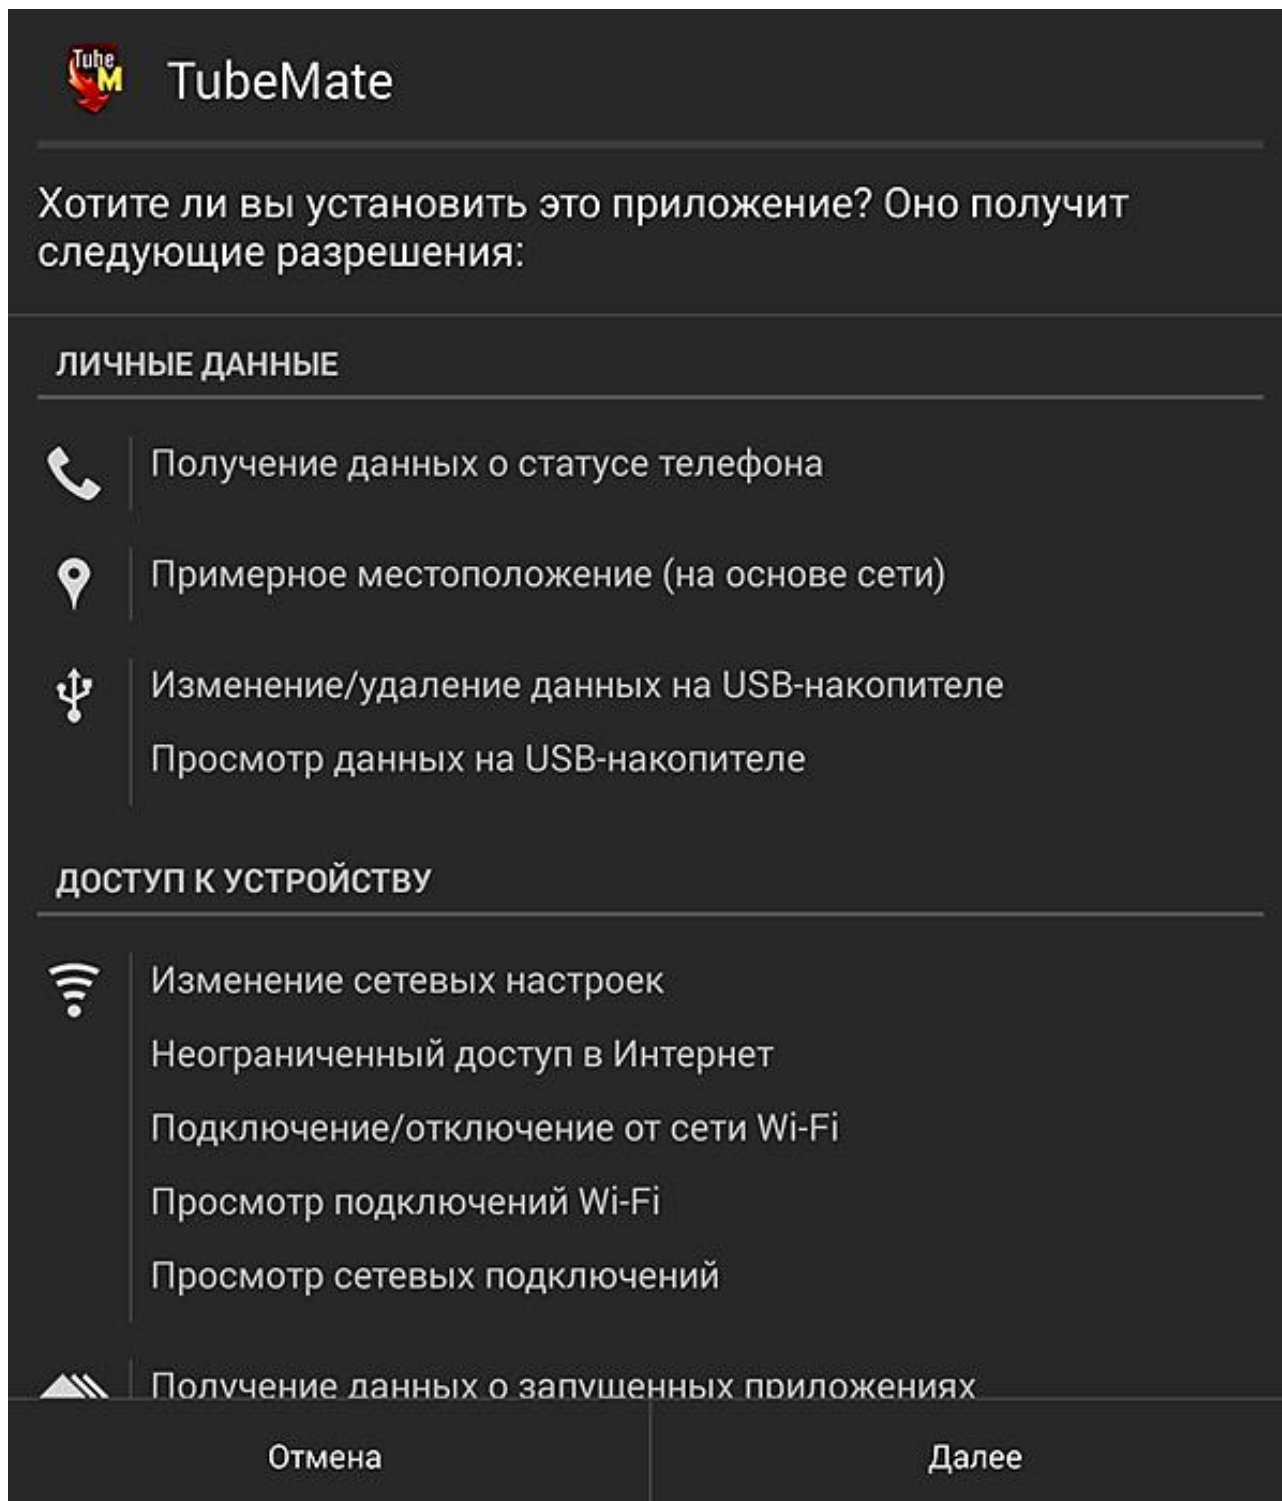 Tube
M
TubeMate
Хотите ли вы установить это приложение? Оно получит
следующие разрешения:
ЛИЧНЫЕ ДАННЫЕ
Получение данных о статусе телефона
Примерное местоположение (на основе сети)
Изменение/удаление данных на USB-накопителе
Просмотр данных на USB-накопителе
ДОСТУП К УСТРОЙСТВУ
Изменение сетевых настроек
Неограниченный доступ в Интернет
Подключение/отключение от сети Wi-Fi
Просмотр подключений Wi-Fi
Просмотр сетевых подключений
Получение данных о запущенных приложениях
Отмена
Далее